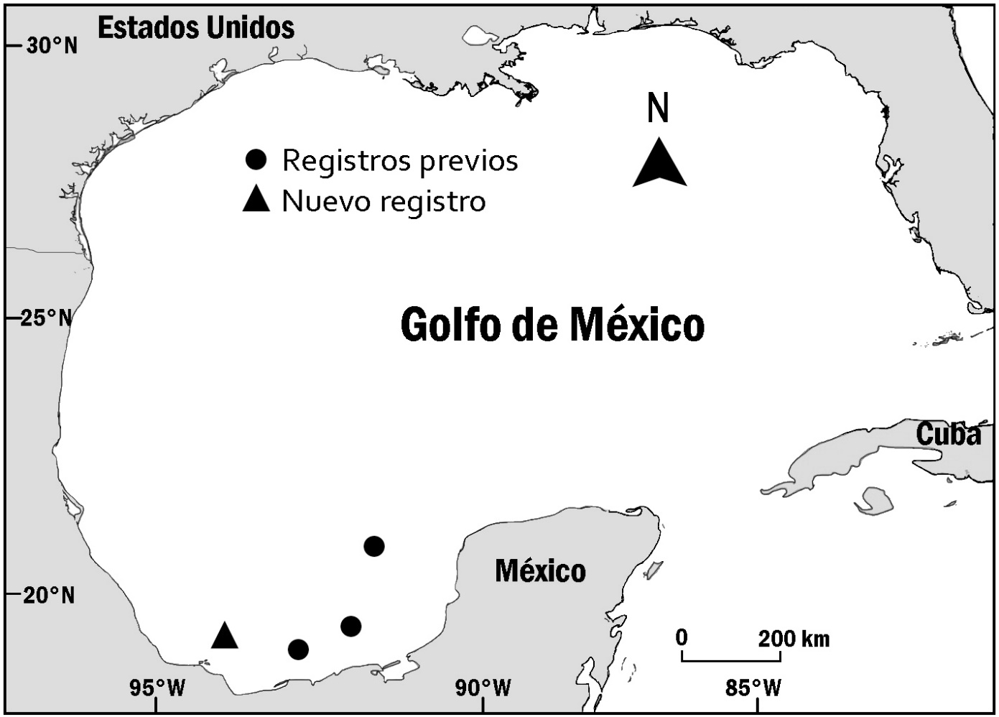 Estados Unidos
30°N
N
Registros previos
Nuevo registro
25°N
Golfo de México
Cuba
México
20°N
0 200 km
95°W 90°W 85°W